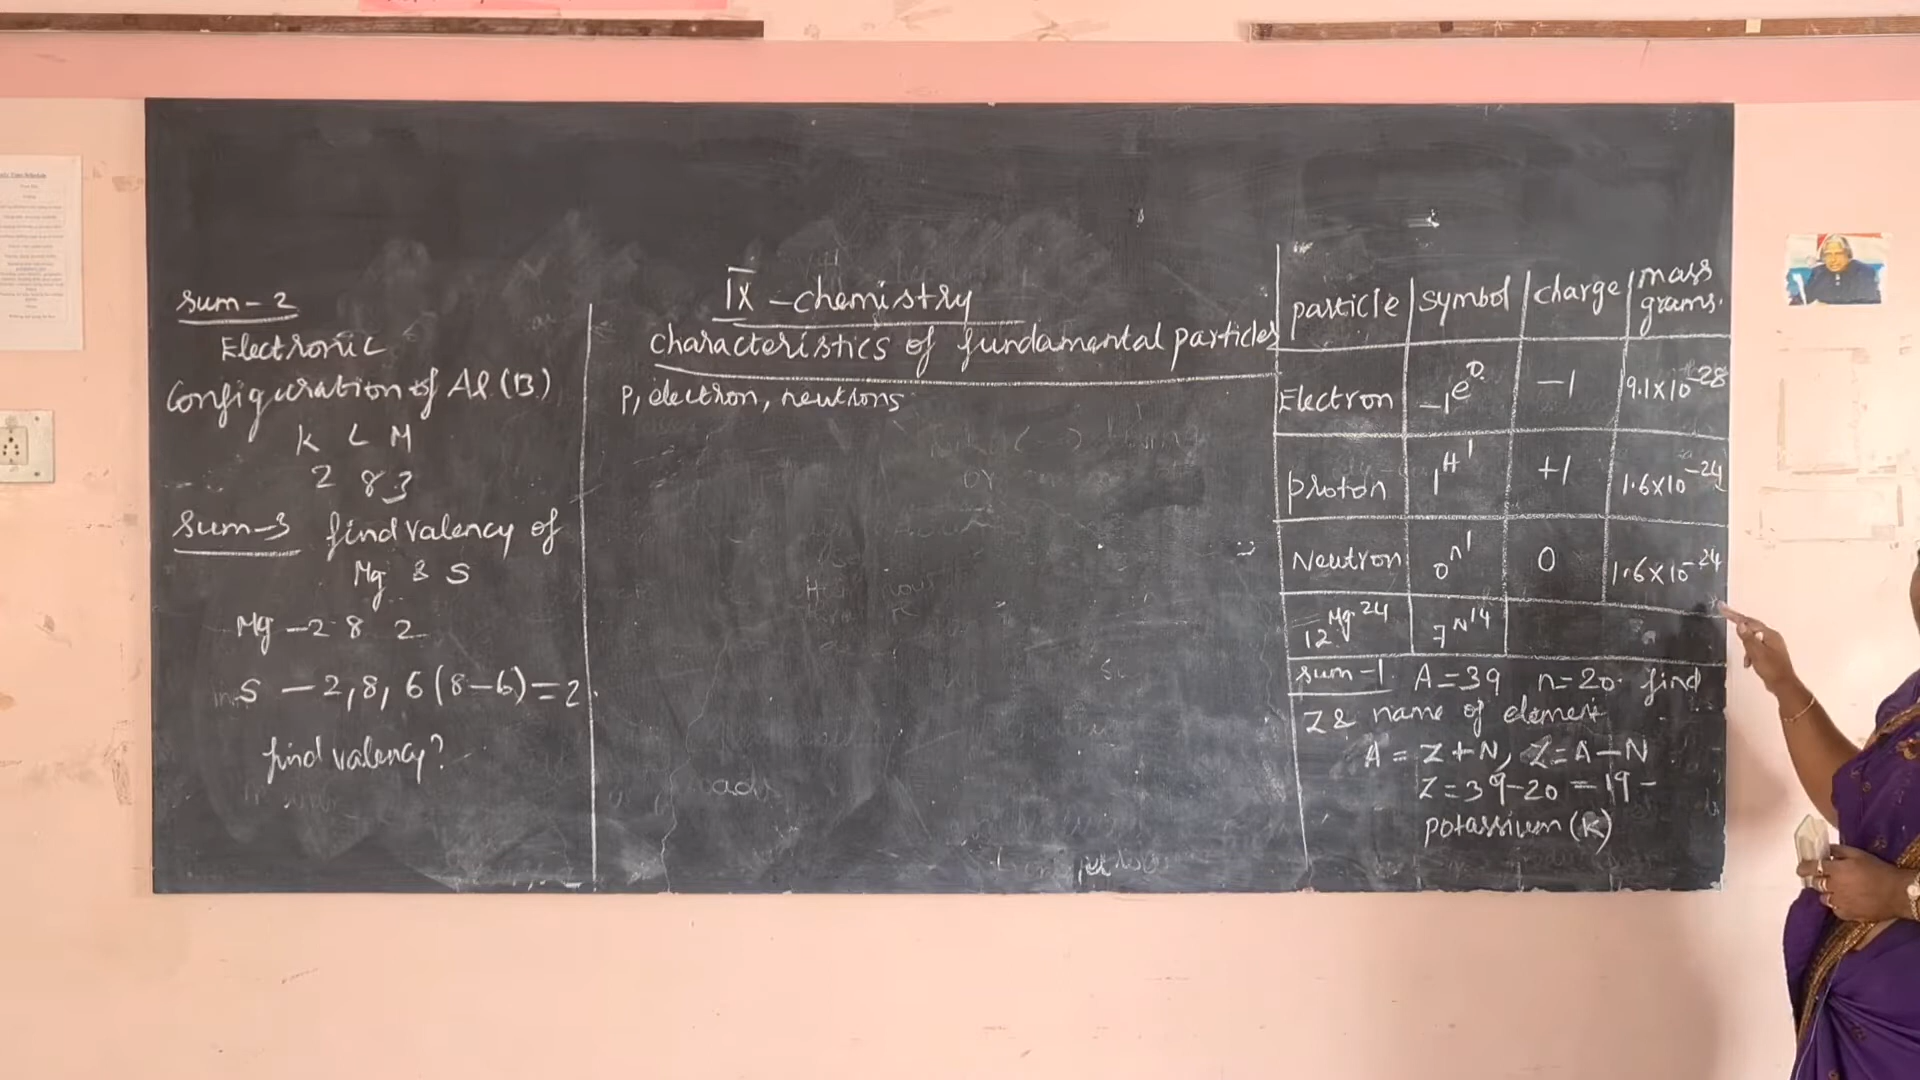 Sum-2
Electronic
Configuration of Al (13)
K L M
2 8 3
Sum-3 find valency of
Mg & S
Mg - 2 8 2
S - 2, 8, 6 (8-6) = 2.
find valency?
IX - chemistry
characteristics of fundamental particles
P, electron, neutrons
particle symbol charge mass grams.
Electron ₋₁e⁰ -1 9.1x10⁻²⁸
proton ₁H¹ +1 1.6x10⁻²⁴
Neutron ₀n¹ 0 1.6x10⁻²⁴
₁₂Mg²⁴ ₇N¹⁴
Sum-1. A=39 n=20. find
Z & name of element
A = Z + N, Z = A - N
Z = 39-20 = 19 -
potassium (K)